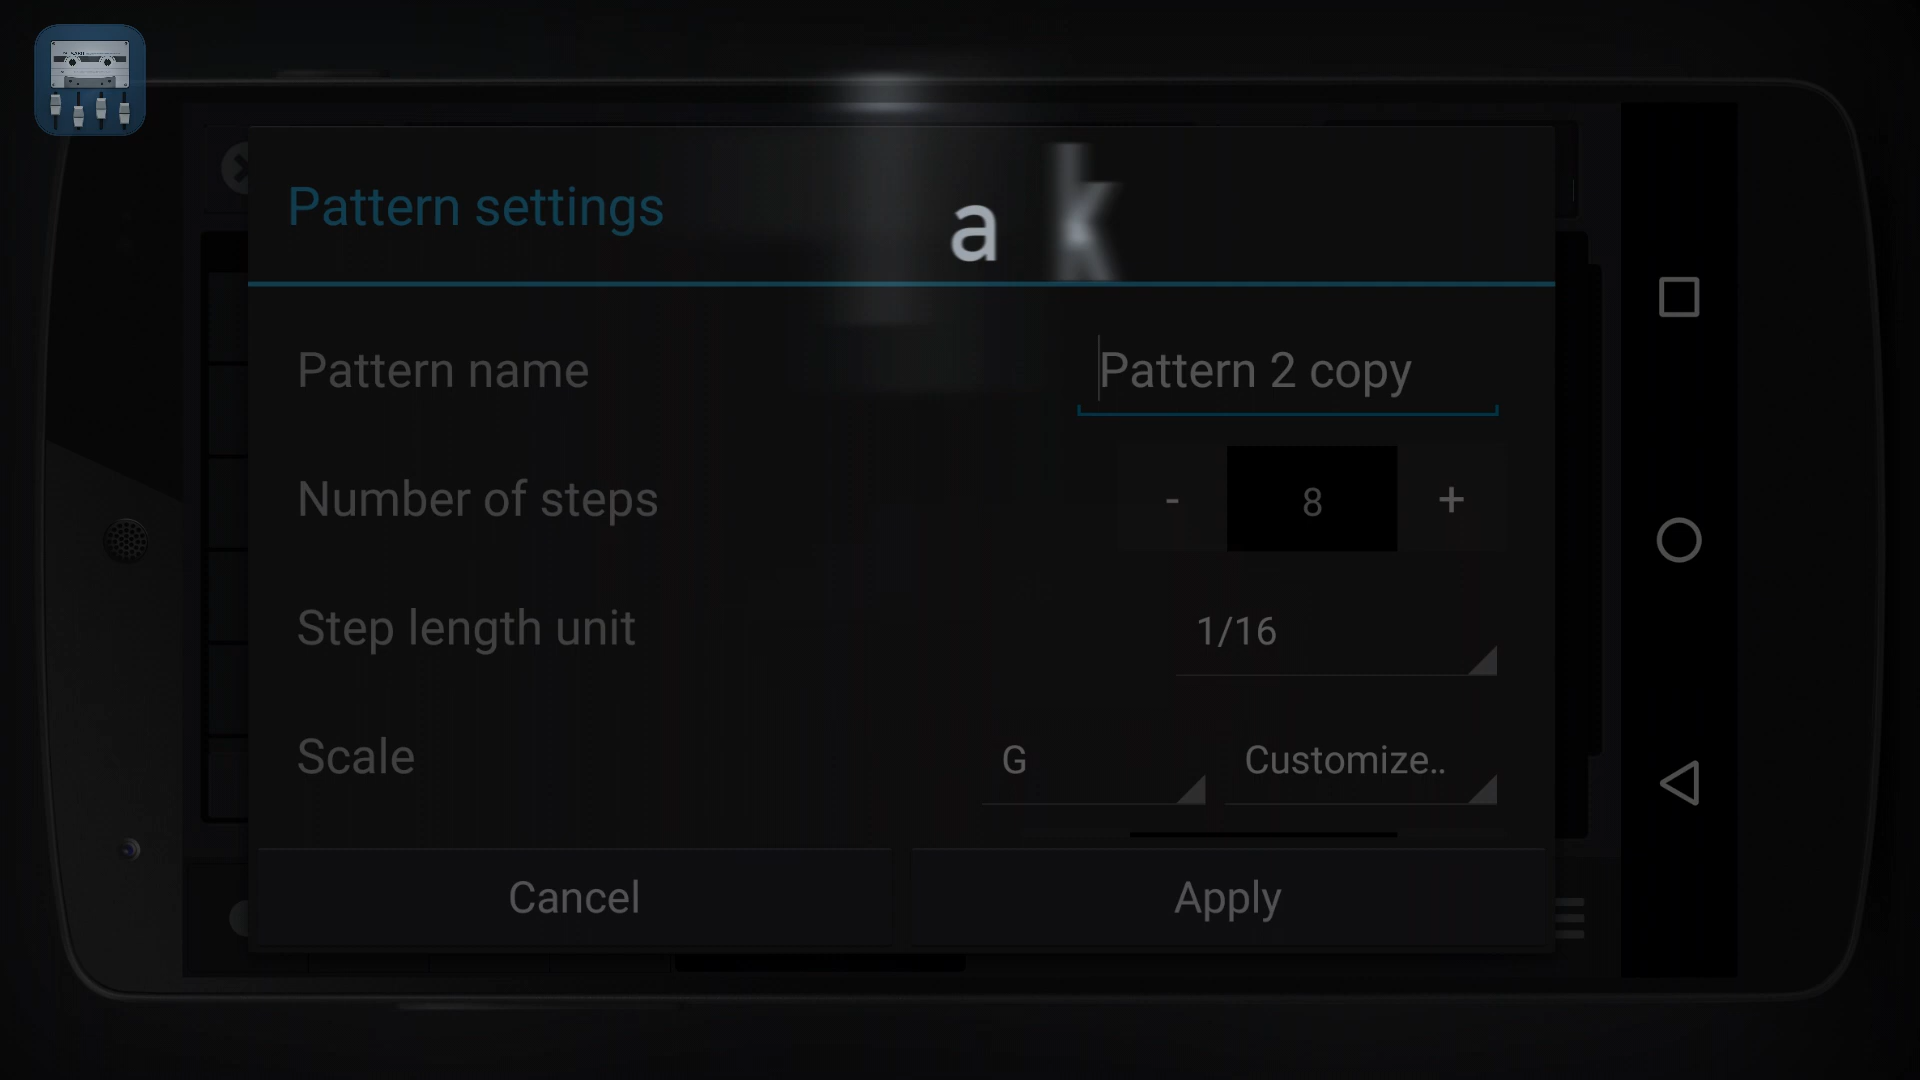 Pattern settings
a k
Pattern name
Pattern 2 copy
Number of steps
- 8 +
Step length unit
1/16
Scale
G
Customize..
Cancel
Apply